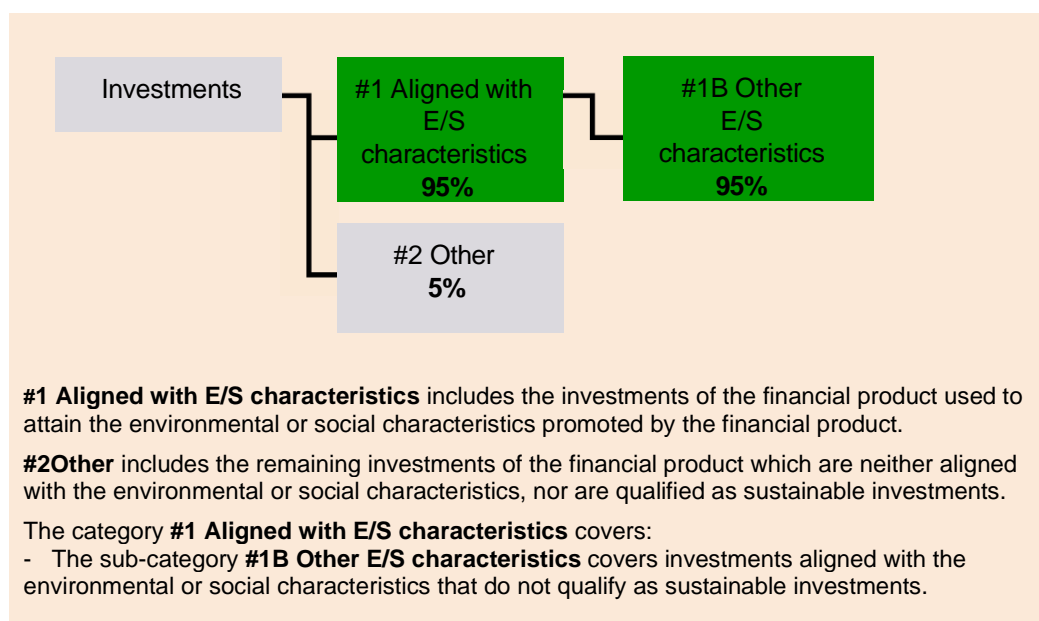 Investments
#1 Aligned with
E/S
characteristics
95%
#1B Other
E/S
characteristics
95%
#2 Other
5%
#1 Aligned with E/S characteristics includes the investments of the financial product used to
attain the environmental or social characteristics promoted by the financial product.
#2Other includes the remaining investments of the financial product which are neither aligned
with the environmental or social characteristics, nor are qualified as sustainable investments.
The category #1 Aligned with E/S characteristics covers:
- The sub-category #1B Other E/S characteristics covers investments aligned with the
environmental or social characteristics that do not qualify as sustainable investments.